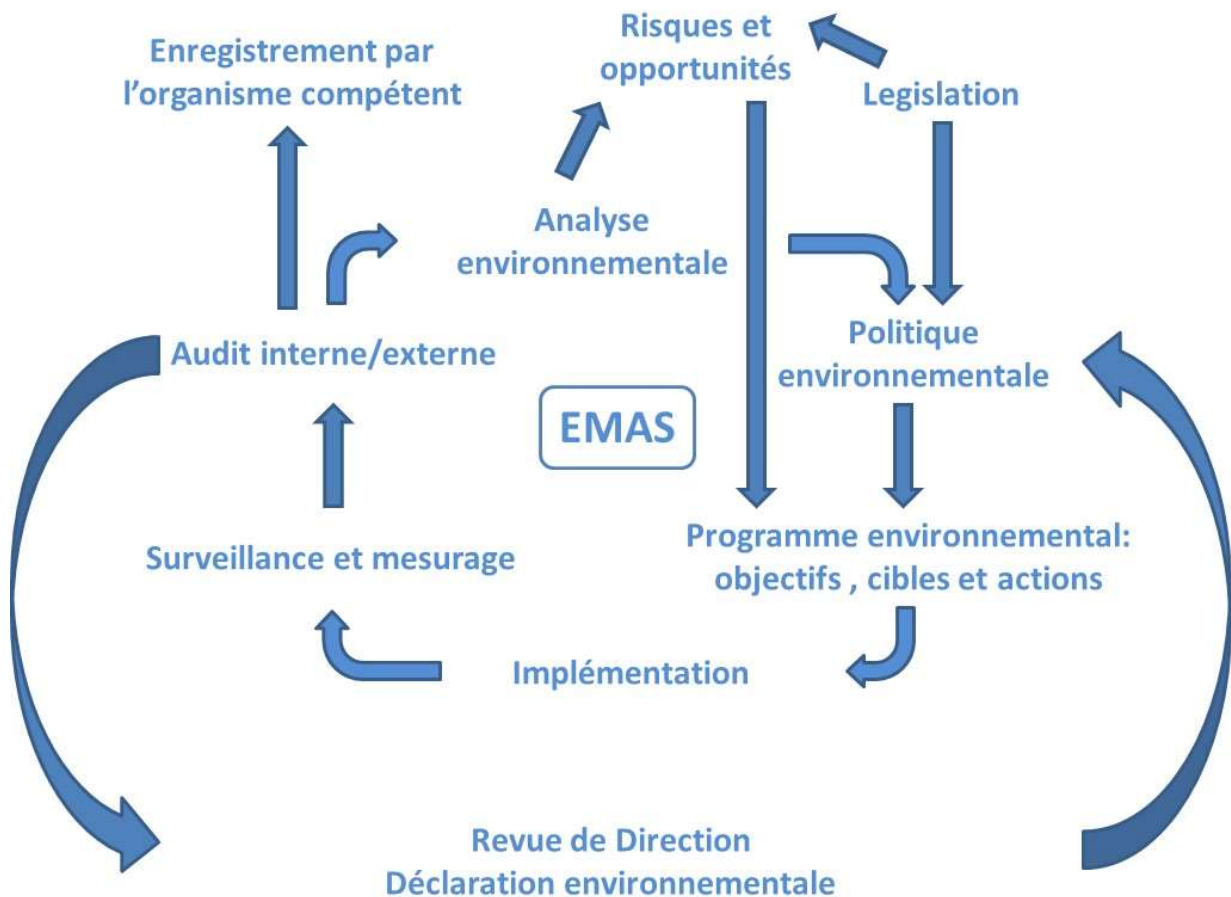 Enregistrement par
l’organisme compétent
Risques et
opportunités
Legislation
Analyse
environnementale
Audit interne/externe
Politique
environnementale
EMAS
Surveillance et mesurage
Programme environnemental:
objectifs , cibles et actions
Implémentation
Revue de Direction
Déclaration environnementale